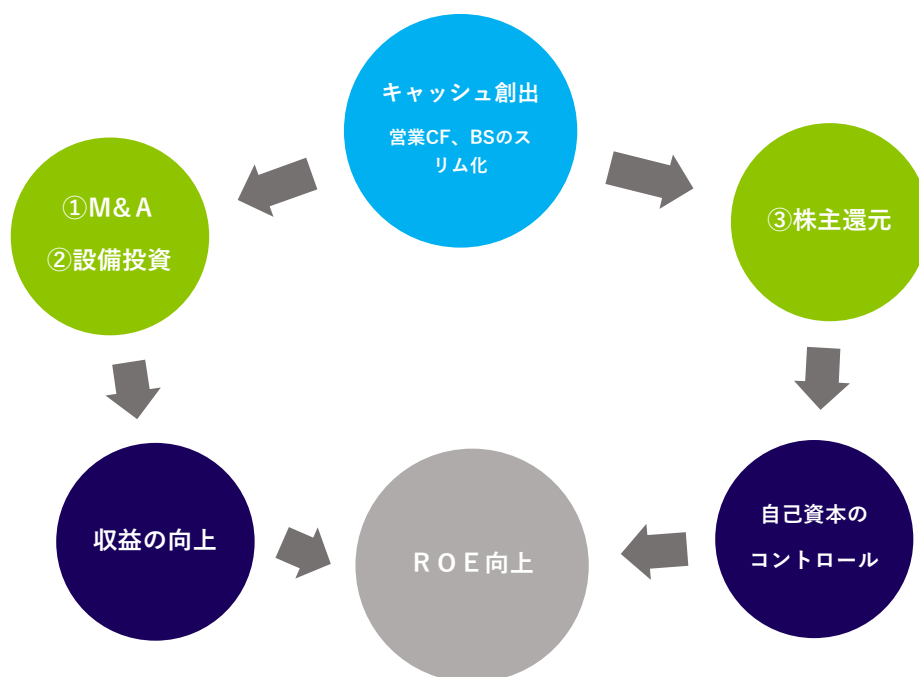 キャッシュ創出
営業CF、BSのス
リム化
①M&A
②設備投資
③株主還元
収益の向上
ＲＯＥ向上
自己資本の
コントロール